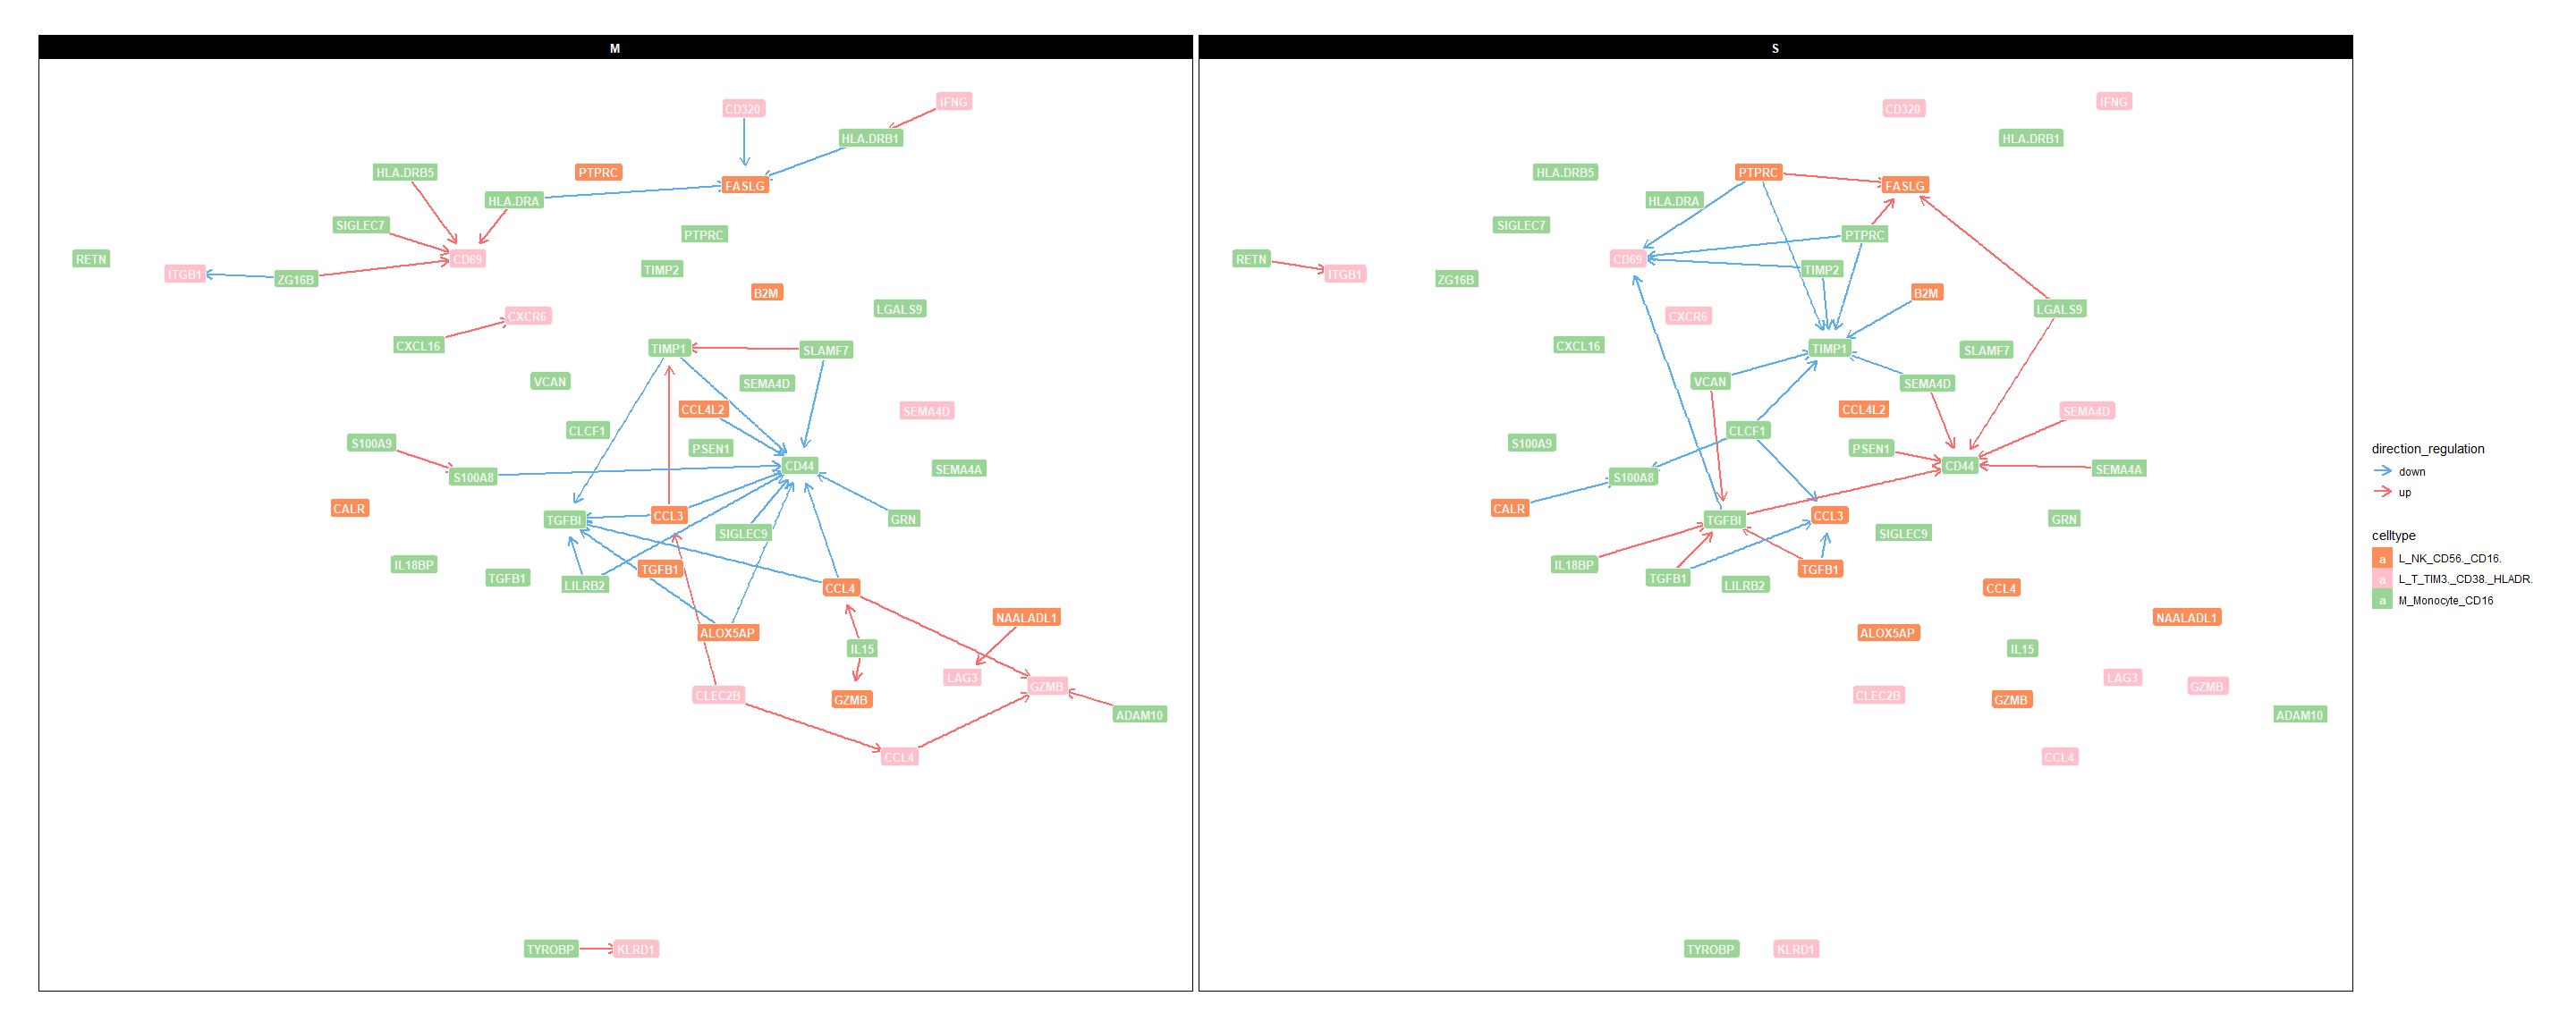 M
CD320
IFNG
HLA.DRB1
HLA.DRB5
PTPRC
FASLG
HLA.DRA
SIGLEC7
PTPRC
RETN
CD69
TIMP2
ITGB1
ZG16B
B2M
LGALS9
CXCR6
CXCL16
TIMP1
SLAMF7
VCAN
SEMA4D
CCL4L2
SEMA4D
CLCF1
S100A9
PSEN1
CD44
SEMA4A
S100A8
CALR
TGFBI
CCL3
GRN
SIGLEC9
IL18BP
TGFB1
TGFB1
LILRB2
CCL4
NAALADL1
ALOX5AP
IL15
LAG3
GZMB
CLEC2B
GZMB
ADAM10
CCL4
TYROBP
KLRD1
S
CD320
IFNG
HLA.DRB1
HLA.DRB5
PTPRC
FASLG
HLA.DRA
SIGLEC7
PTPRC
RETN
CD69
TIMP2
ITGB1
ZG16B
B2M
LGALS9
CXCR6
CXCL16
TIMP1
SLAMF7
VCAN
SEMA4D
CCL4L2
SEMA4D
CLCF1
S100A9
PSEN1
CD44
SEMA4A
S100A8
CALR
TGFBI
CCL3
GRN
SIGLEC9
IL18BP
TGFB1
TGFB1
LILRB2
CCL4
NAALADL1
ALOX5AP
IL15
LAG3
GZMB
CLEC2B
GZMB
ADAM10
CCL4
TYROBP
KLRD1
direction_regulation
down
up
celltype
a L_NK_CD56._CD16.
a L_T_TIM3._CD38._HLADR.
a M_Monocyte_CD16